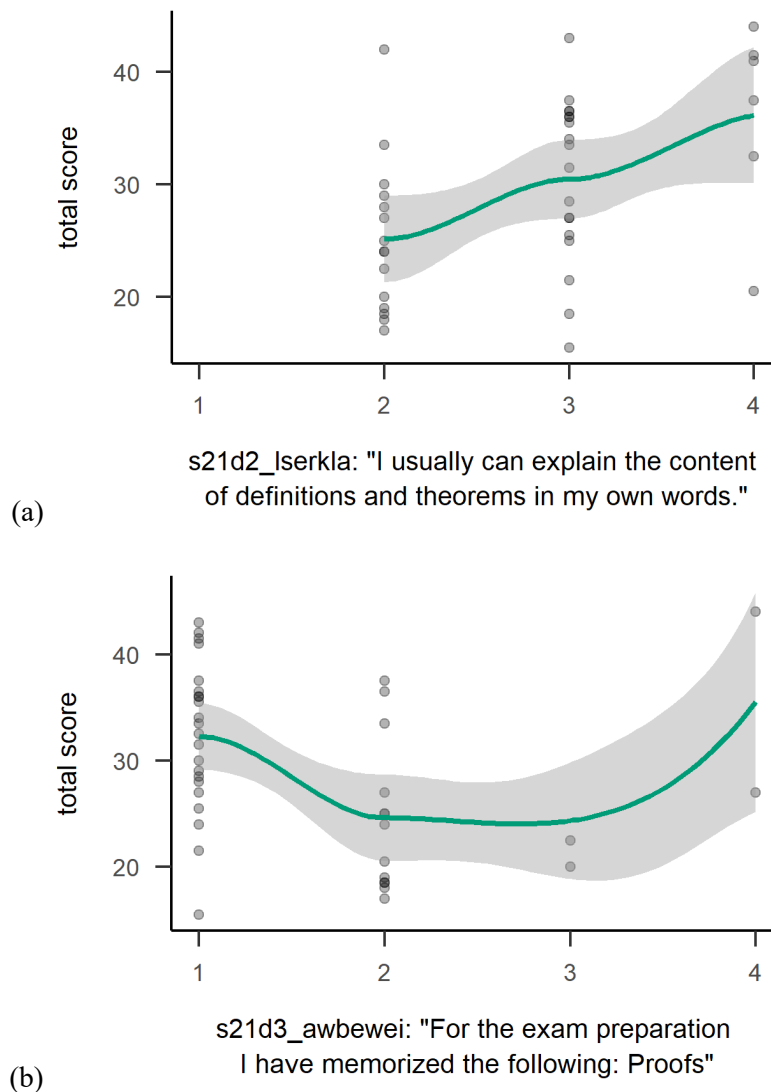 40
30
20
total score
1 2 3 4
s21d2_lserkla: "I usually can explain the content
of definitions and theorems in my own words."
(a)
40
30
20
total score
1 2 3 4
s21d3_awbewei: "For the exam preparation
I have memorized the following: Proofs"
(b)